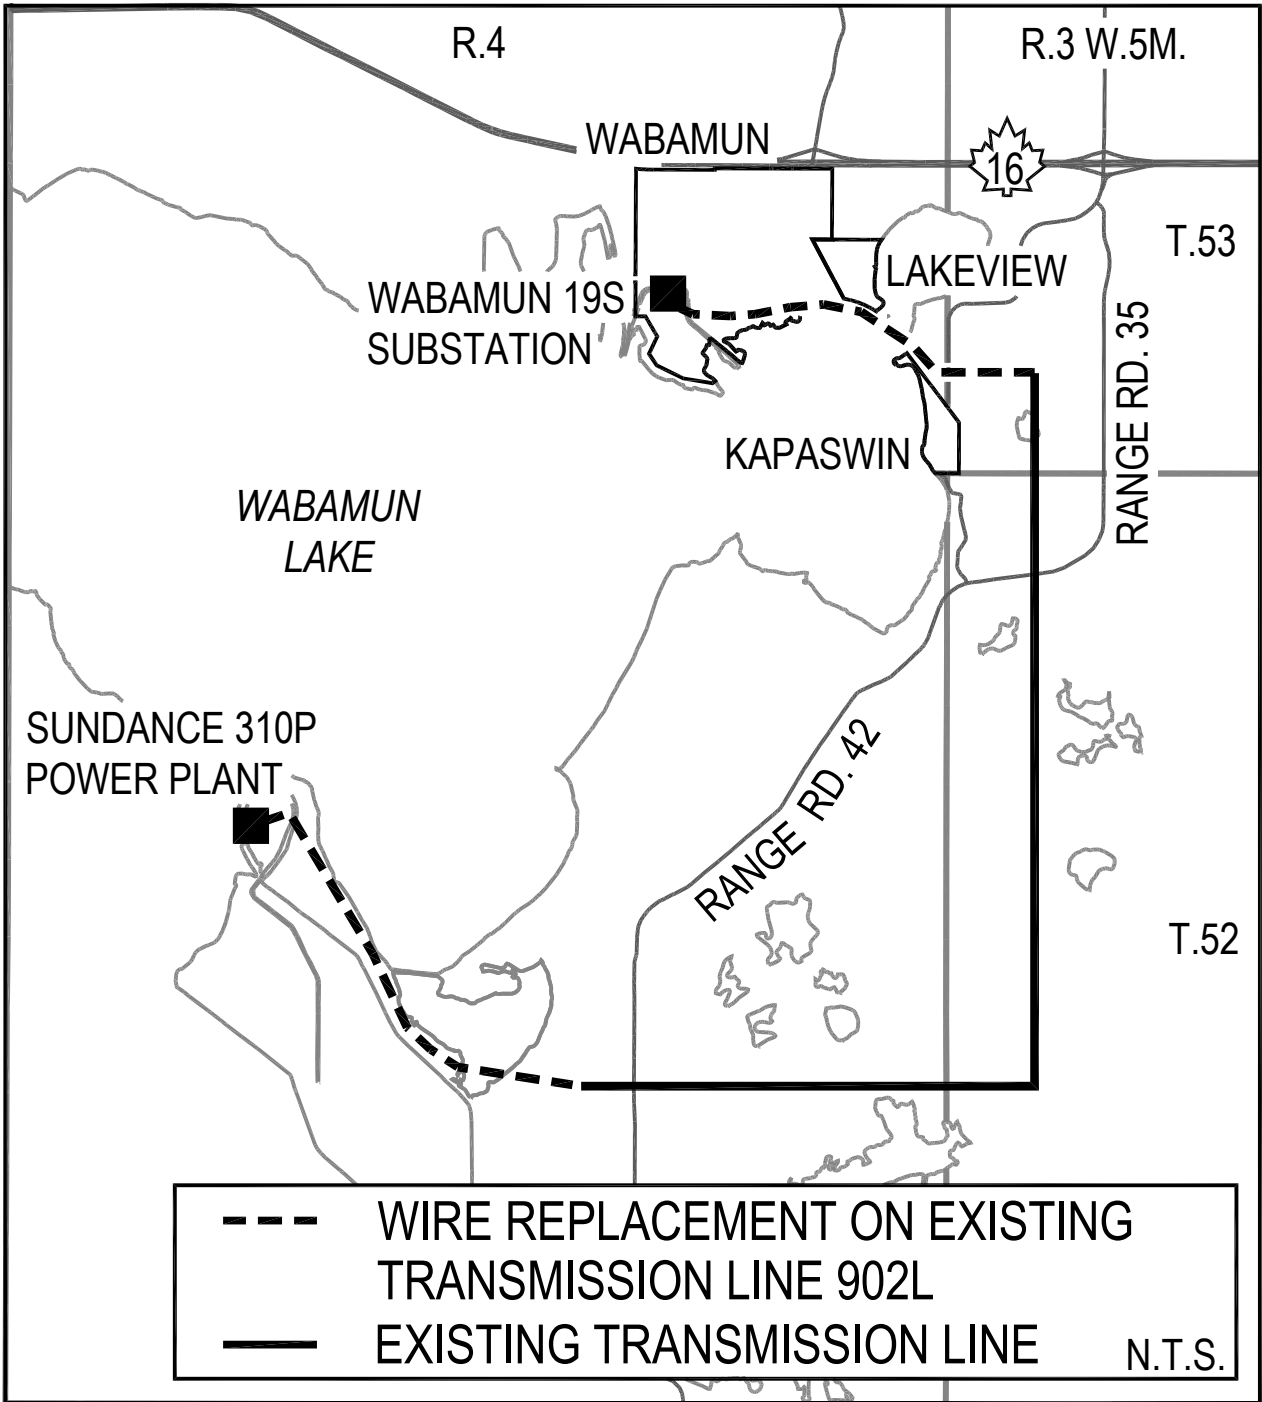 R.4
R.3 W.5M.
WABAMUN
16
T.53
LAKEVIEW
WABAMUN 19S
SUBSTATION
RANGE RD. 35
KAPASWIN
WABAMUN
LAKE
SUNDANCE 310P
POWER PLANT
RANGE RD. 42
T.52
WIRE REPLACEMENT ON EXISTING
TRANSMISSION LINE 902L
EXISTING TRANSMISSION LINE
N.T.S.